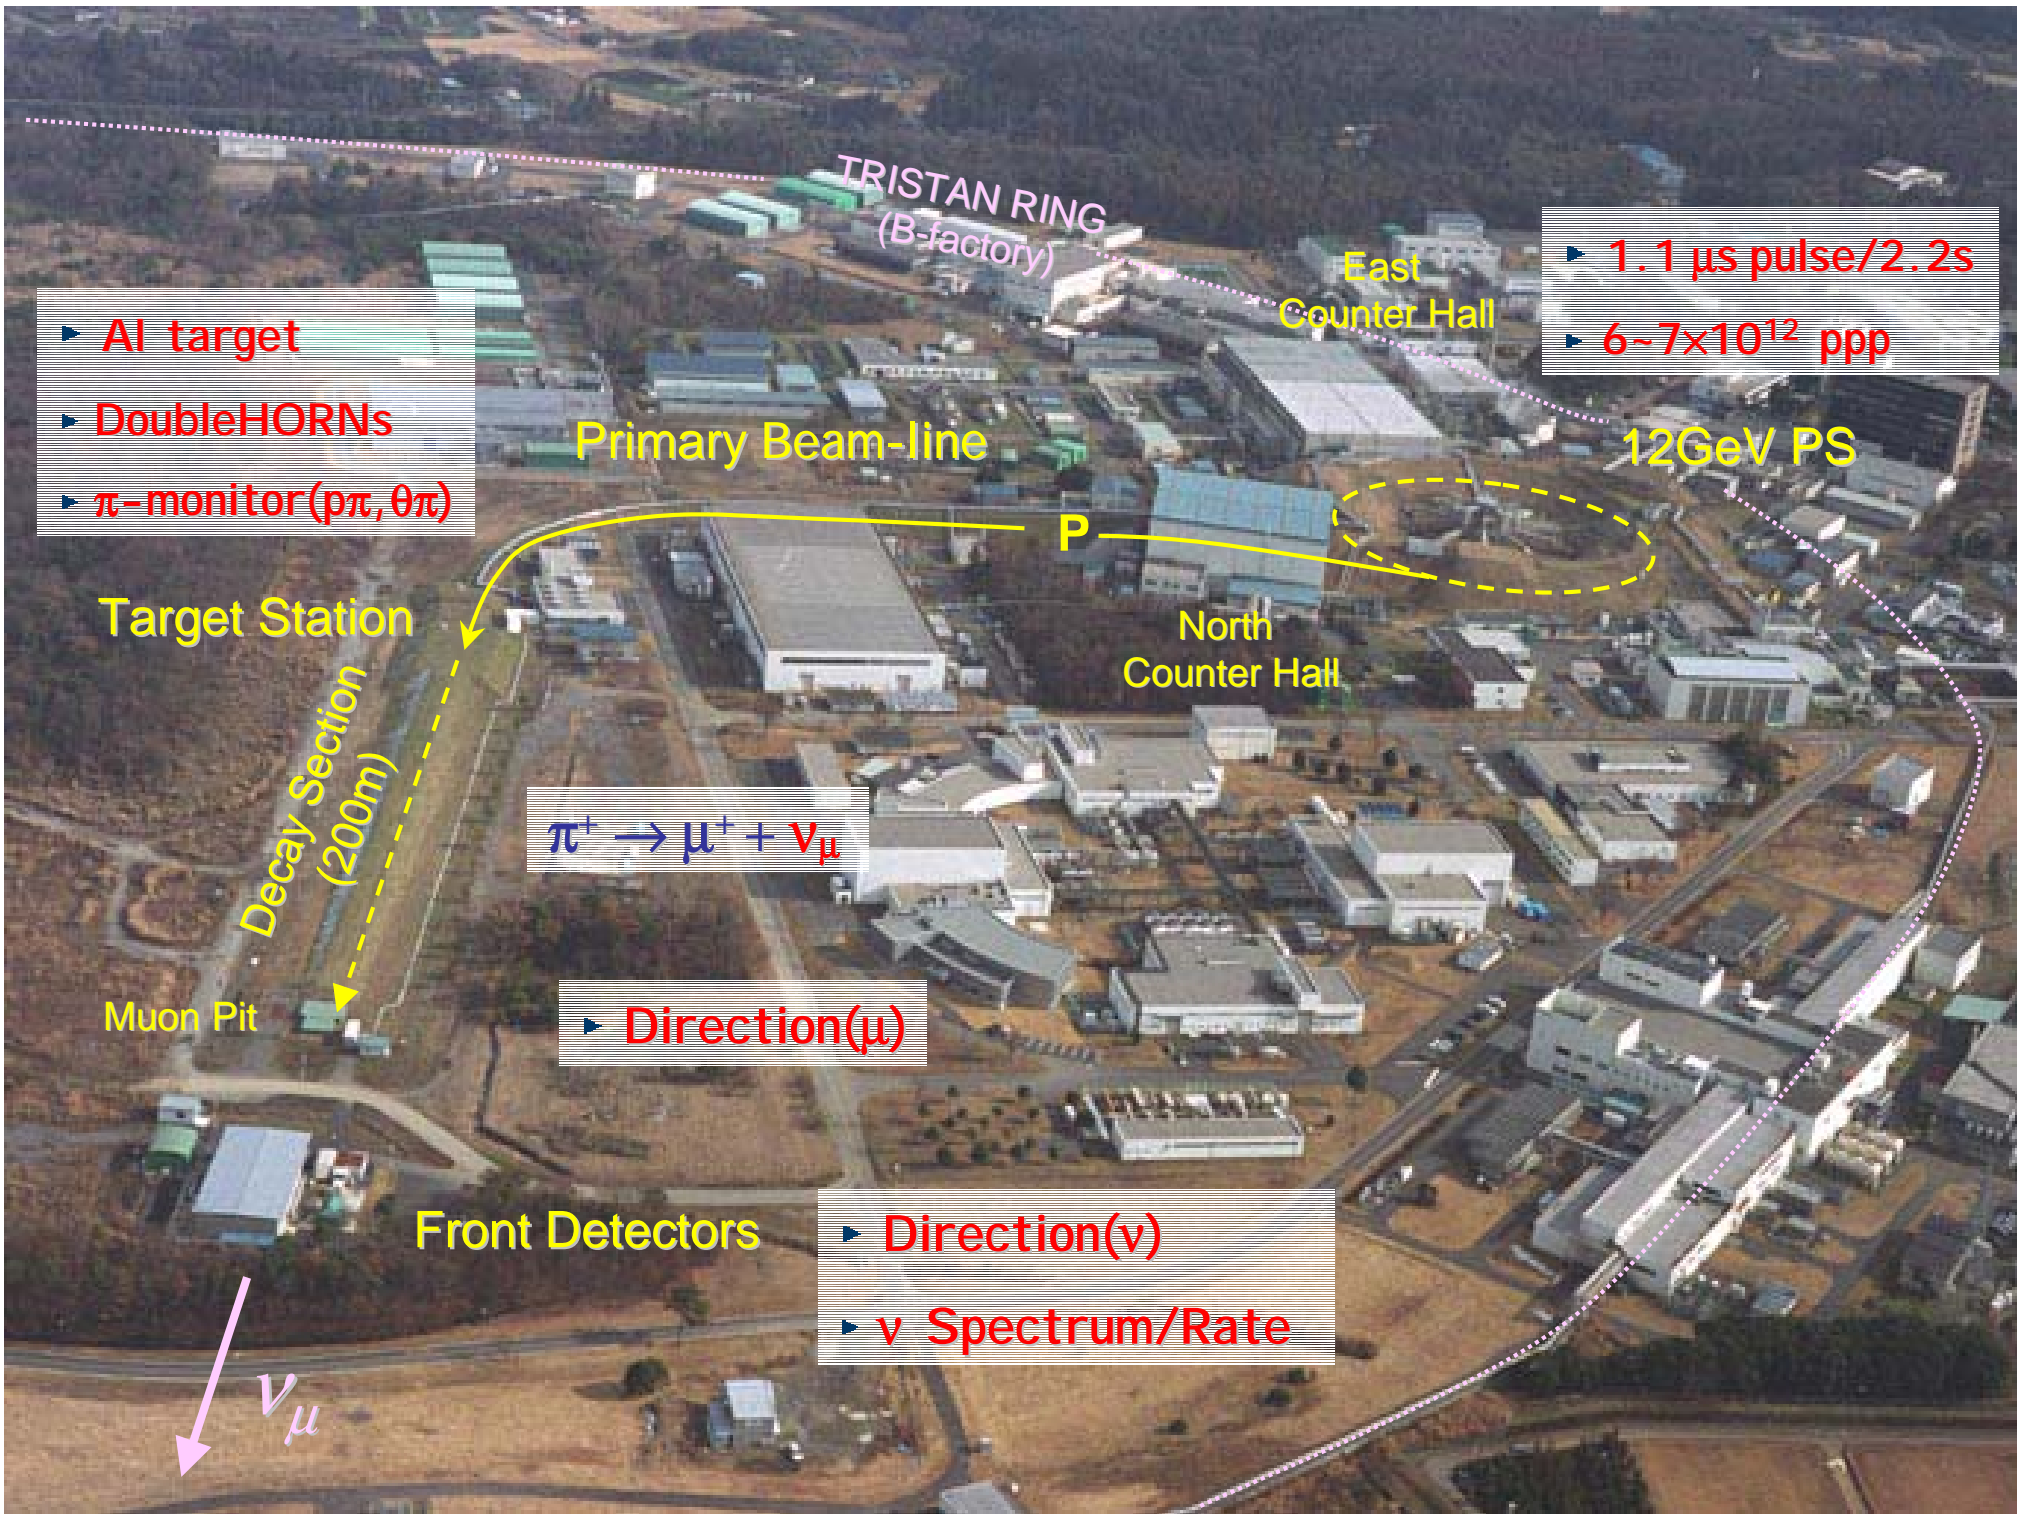 TRISTAN RING
(B-factory)
East
Counter Hall
▸ 1.1 μs pulse/2.2s
▸ 6~7×10¹² ppp
▸ Al target
▸ DoubleHORNs
▸ π-monitor(pπ,θπ)
Primary Beam-line
12GeV PS
P
Target Station
North
Counter Hall
Decay Section
(200m)
π⁺ → μ⁺ + νμ
Muon Pit
▸ Direction(μ)
Front Detectors
▸ Direction(ν)
▸ ν Spectrum/Rate
νμ